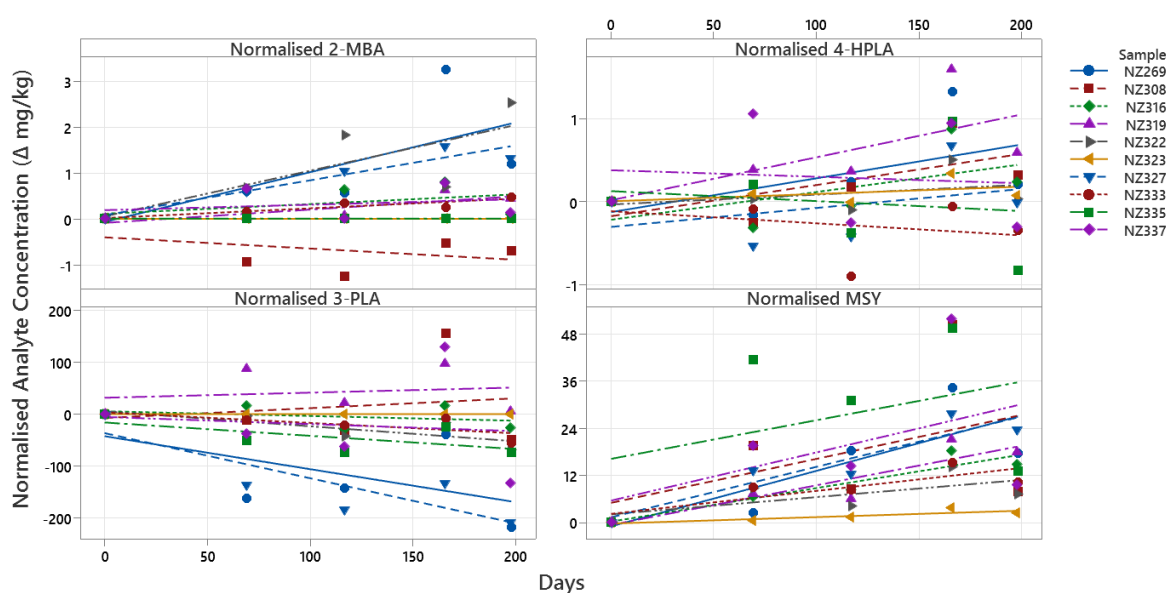 0 50 100 150 200
Normalised 2-MBA
Normalised 4-HPLA
Sample
NZ269
NZ308
NZ316
NZ319
NZ322
NZ323
NZ327
NZ333
NZ335
NZ337
3
2
1
0
-1
1
0
-1
Normalised 3-PLA
Normalised MSY
200
100
0
-100
-200
48
36
24
12
0
0 50 100 150 200
Normalised Analyte Concentration (Δ mg/kg)
Days